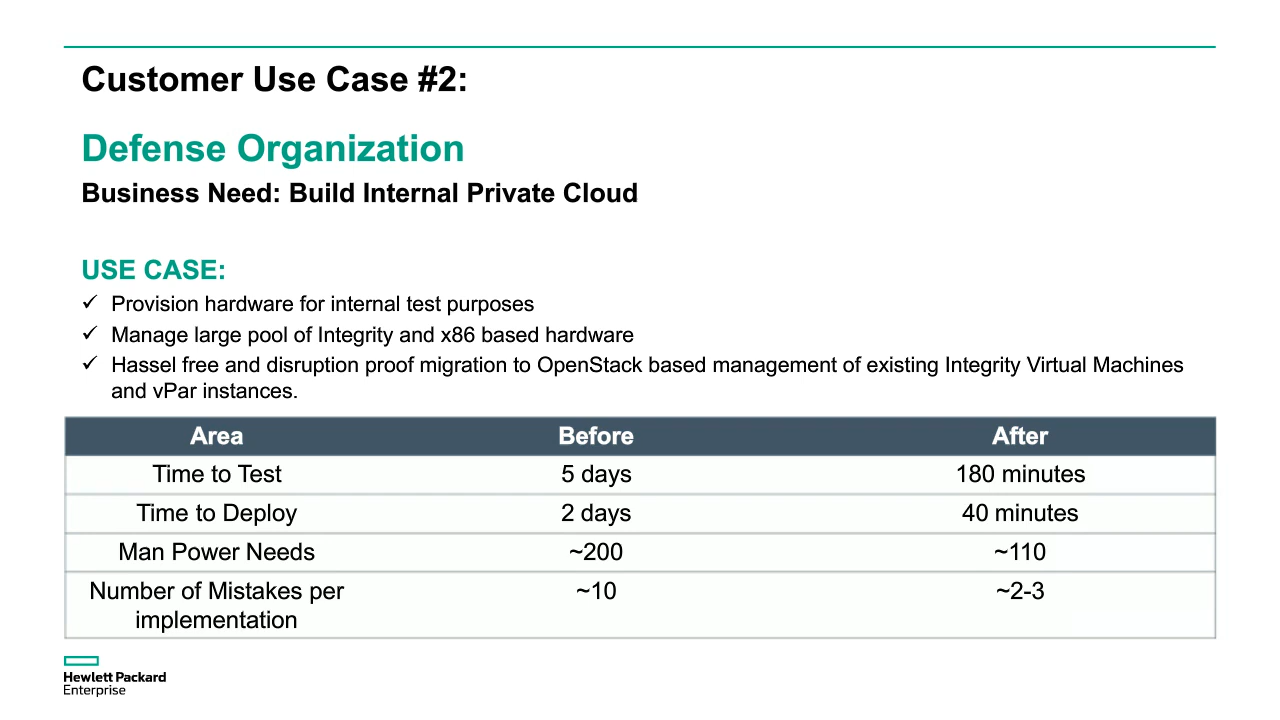 Customer Use Case #2:
Defense Organization
Business Need: Build Internal Private Cloud
USE CASE:
✓ Provision hardware for internal test purposes
✓ Manage large pool of Integrity and x86 based hardware
✓ Hassel free and disruption proof migration to OpenStack based management of existing Integrity Virtual Machines
and vPar instances.
Area Before After
Time to Test 5 days 180 minutes
Time to Deploy 2 days 40 minutes
Man Power Needs ~200 ~110
Number of Mistakes per ~10 ~2-3
implementation
Hewlett Packard
Enterprise